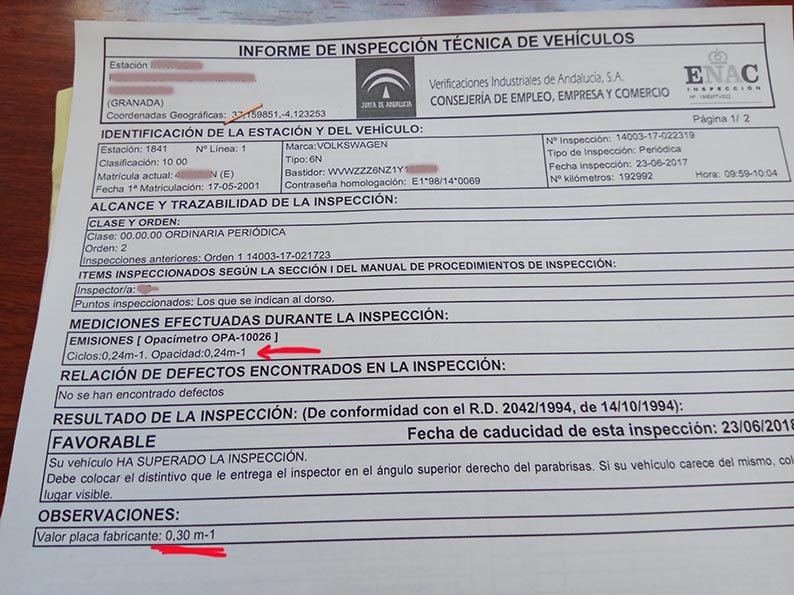 INFORME DE INSPECCIÓN TÉCNICA DE VEHÍCULOS
Estación
(GRANADA)
Coordenadas Geográficas: 37,159851,-4,123253
JUNTA DE ANDALUCIA
Verificaciones Industriales de Andalucía, S.A.
CONSEJERÍA DE EMPLEO, EMPRESA Y COMERCIO
ENAC
INSPECCIÓN
Página 1/ 2
IDENTIFICACIÓN DE LA ESTACIÓN Y DEL VEHÍCULO:
Estación: 1841 Nº Línea: 1
Clasificación: 10 00
Matrícula actual: 4 N (E)
Fecha 1ª Matriculación: 17-05-2001
Marca:VOLKSWAGEN
Tipo: 6N
Bastidor: WVWZZZ6NZ1Y1
Contraseña homologación: E1*98/14*0069
Nº Inspección: 14003-17-022319
Tipo de Inspección: Periódica
Fecha inspección: 23-06-2017
Nº kilómetros: 192992 Hora: 09:59-10:04
ALCANCE Y TRAZABILIDAD DE LA INSPECCIÓN:
CLASE Y ORDEN:
Clase: 00.00.00 ORDINARIA PERIÓDICA
Orden: 2
Inspecciones anteriores: Orden 1 14003-17-021723
ITEMS INSPECCIONADOS SEGÚN LA SECCIÓN I DEL MANUAL DE PROCEDIMIENTOS DE INSPECCIÓN:
Inspector/a:
Puntos inspeccionados: Los que se indican al dorso.
MEDICIONES EFECTUADAS DURANTE LA INSPECCIÓN:
EMISIONES [ Opacímetro OPA-10026 ]
Ciclos:0,24m-1. Opacidad:0,24m-1
RELACIÓN DE DEFECTOS ENCONTRADOS EN LA INSPECCIÓN:
No se han encontrado defectos
RESULTADO DE LA INSPECCIÓN: (De conformidad con el R.D. 2042/1994, de 14/10/1994):
FAVORABLE Fecha de caducidad de esta inspección: 23/06/2018
Su vehículo HA SUPERADO LA INSPECCIÓN.
Debe colocar el distintivo que le entrega el inspector en el ángulo superior derecho del parabrisas. Si su vehículo carece del mismo, col
lugar visible.
OBSERVACIONES:
Valor placa fabricante: 0,30 m-1